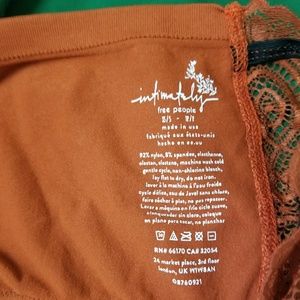 intimately
free people
made in usa
fabriqué aux états-unis
hecho en ee.uu
92% nylon, 8% spandex, elasthanne,
elastan, elastano, machine wash cold
gentle cycle, non-chlorine bleach,
lay flat to dry, do not iron.
laver à la machine à l'eau froide
cycle délicat, eau de Javel sans chlore,
faire sécher à plat, ne pas repasser
lavar en máquina en frío ciclo suave,
blanqueador sin cloro, coloque
en plano para secar, no planchar
RN# 66170 CA# 32054
24 market place, 3rd floor
london, UK W1W8AN
OB760921